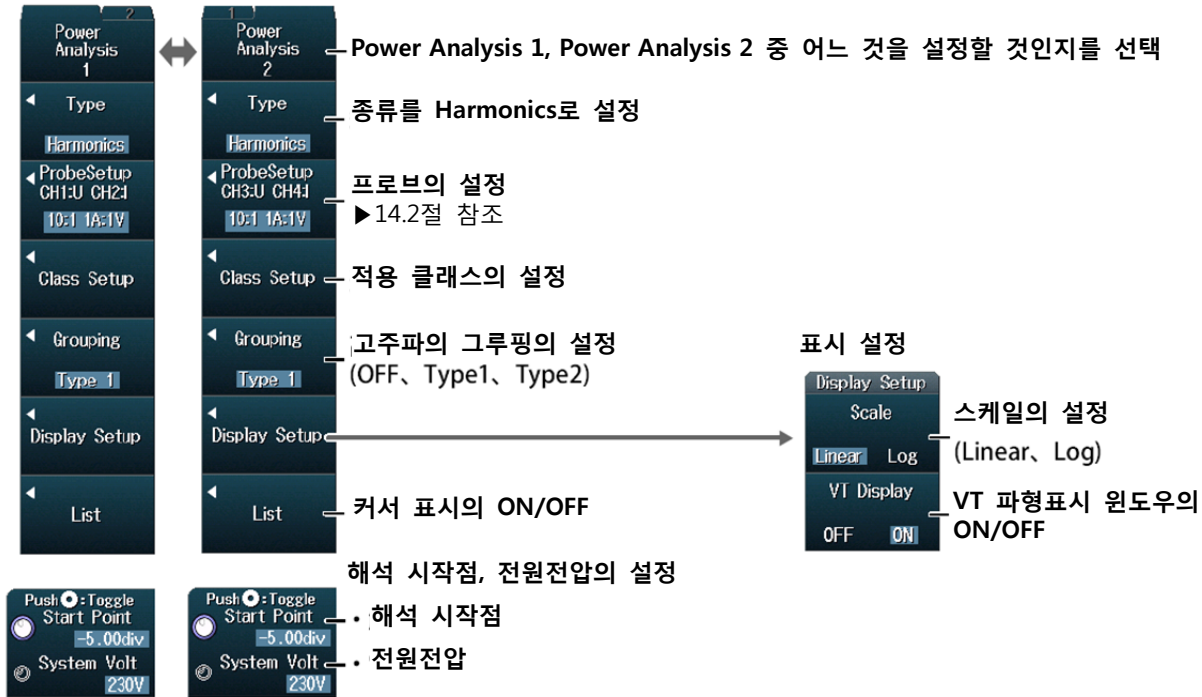 2
Power
Analysis
1
Type
Harmonics
ProbeSetup
CH1:U CH2:I
10:1 1A:1V
Class Setup
Grouping
Type 1
Display Setup
List
Push :Toggle
Start Point
-5.00div
System Volt
230V
1
Power
Analysis
2
Type
Harmonics
ProbeSetup
CH3:U CH4:I
10:1 1A:1V
Class Setup
Grouping
Type 1
Display Setup
List
Push :Toggle
Start Point
-5.00div
System Volt
230V
Power Analysis 1, Power Analysis 2 중 어느 것을 설정할 것인지를 선택
종류를 Harmonics로 설정
프로브의 설정
▶14.2절 참조
적용 클래스의 설정
고주파의 그루핑의 설정
(OFF、Type1、Type2)
커서 표시의 ON/OFF
해석 시작점, 전원전압의 설정
· 해석 시작점
· 전원전압
표시 설정
Display Setup
Scale
Linear Log
VT Display
OFF ON
스케일의 설정
(Linear、Log)
VT 파형표시 윈도우의
ON/OFF